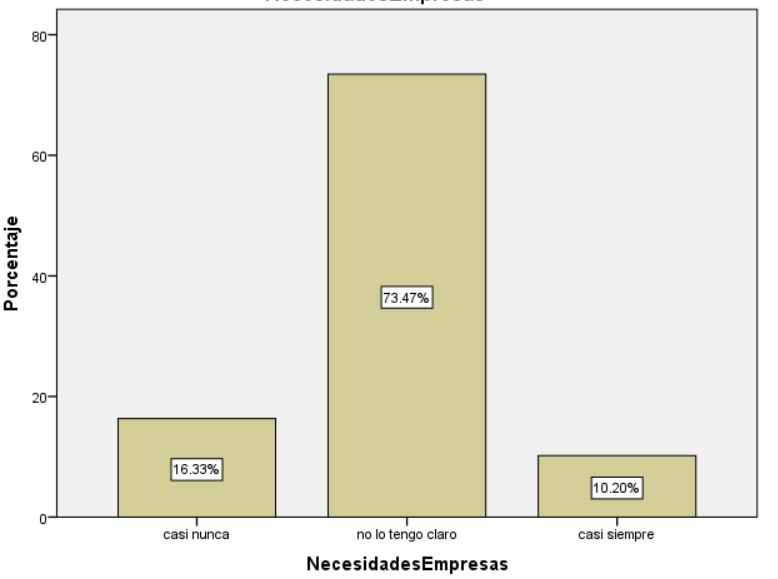 NecesidadesEmpresas
80
60
40
20
0
Porcentaje
16.33%
73.47%
10.20%
casi nunca
no lo tengo claro
casi siempre
NecesidadesEmpresas